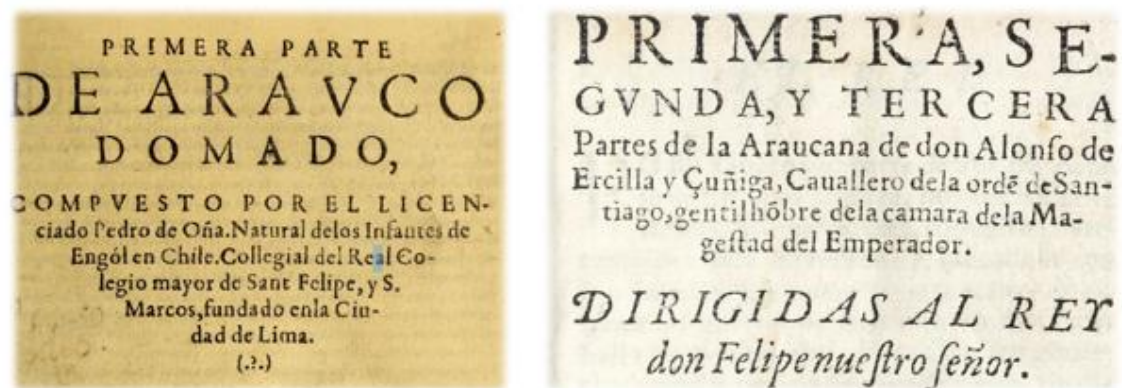 PRIMERA PARTE
DE ARAVCO
DOMADO,
COMPVESTO POR EL LICEN-
ciado Pedro de Oña. Natural delos Infantes de
Engól en Chile. Collegial del Real Co-
legio mayor de Sant Felipe, y S.
Marcos, fundado enla Ciu-
dad de Lima.
(.?.)
PRIMERA, SE-
GVNDA, Y TERCERA
Partes de la Araucana de don Alonſo de
Ercilla y Çuñiga, Cauallero dela ordẽ deSan-
tiago, gentilhõbre dela camara dela Ma-
geſtad del Emperador.
DIRIGIDAS AL REY
don Felipe nueſtro ſeñor.